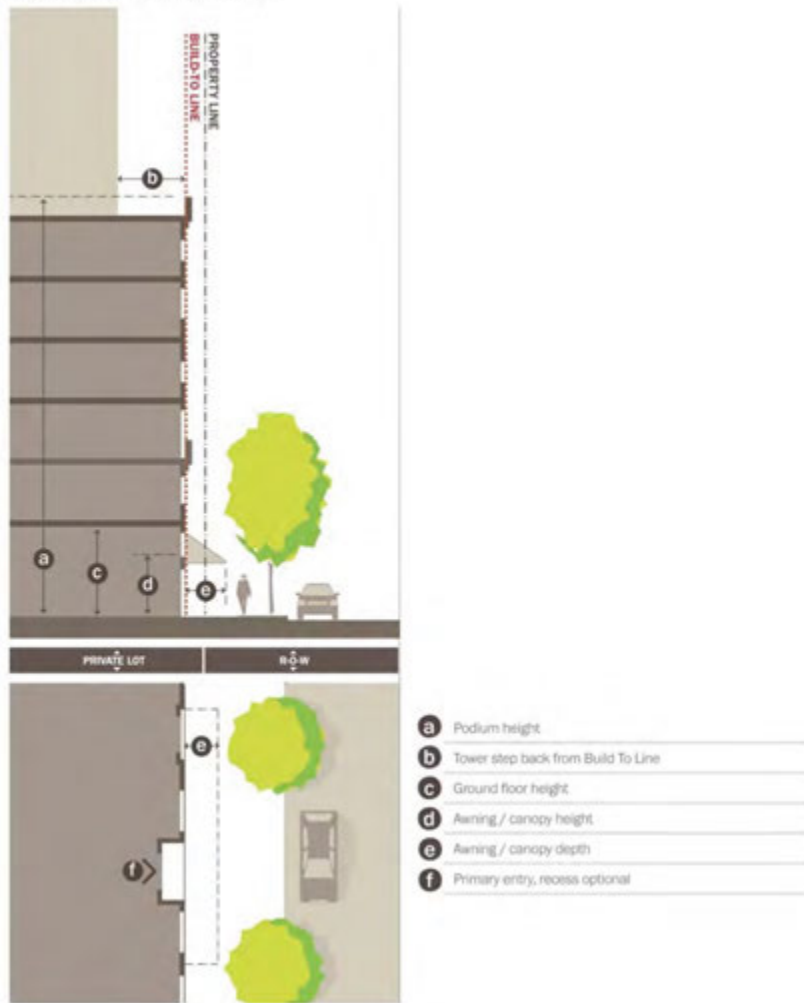 PROPERTY LINE
BUILD-TO LINE
b
a
c
d
e
PRIVATE LOT
R-O-W
e
f
a Podium height
b Tower step back from Build To Line
c Ground floor height
d Awning / canopy height
e Awning / canopy depth
f Primary entry, recess optional